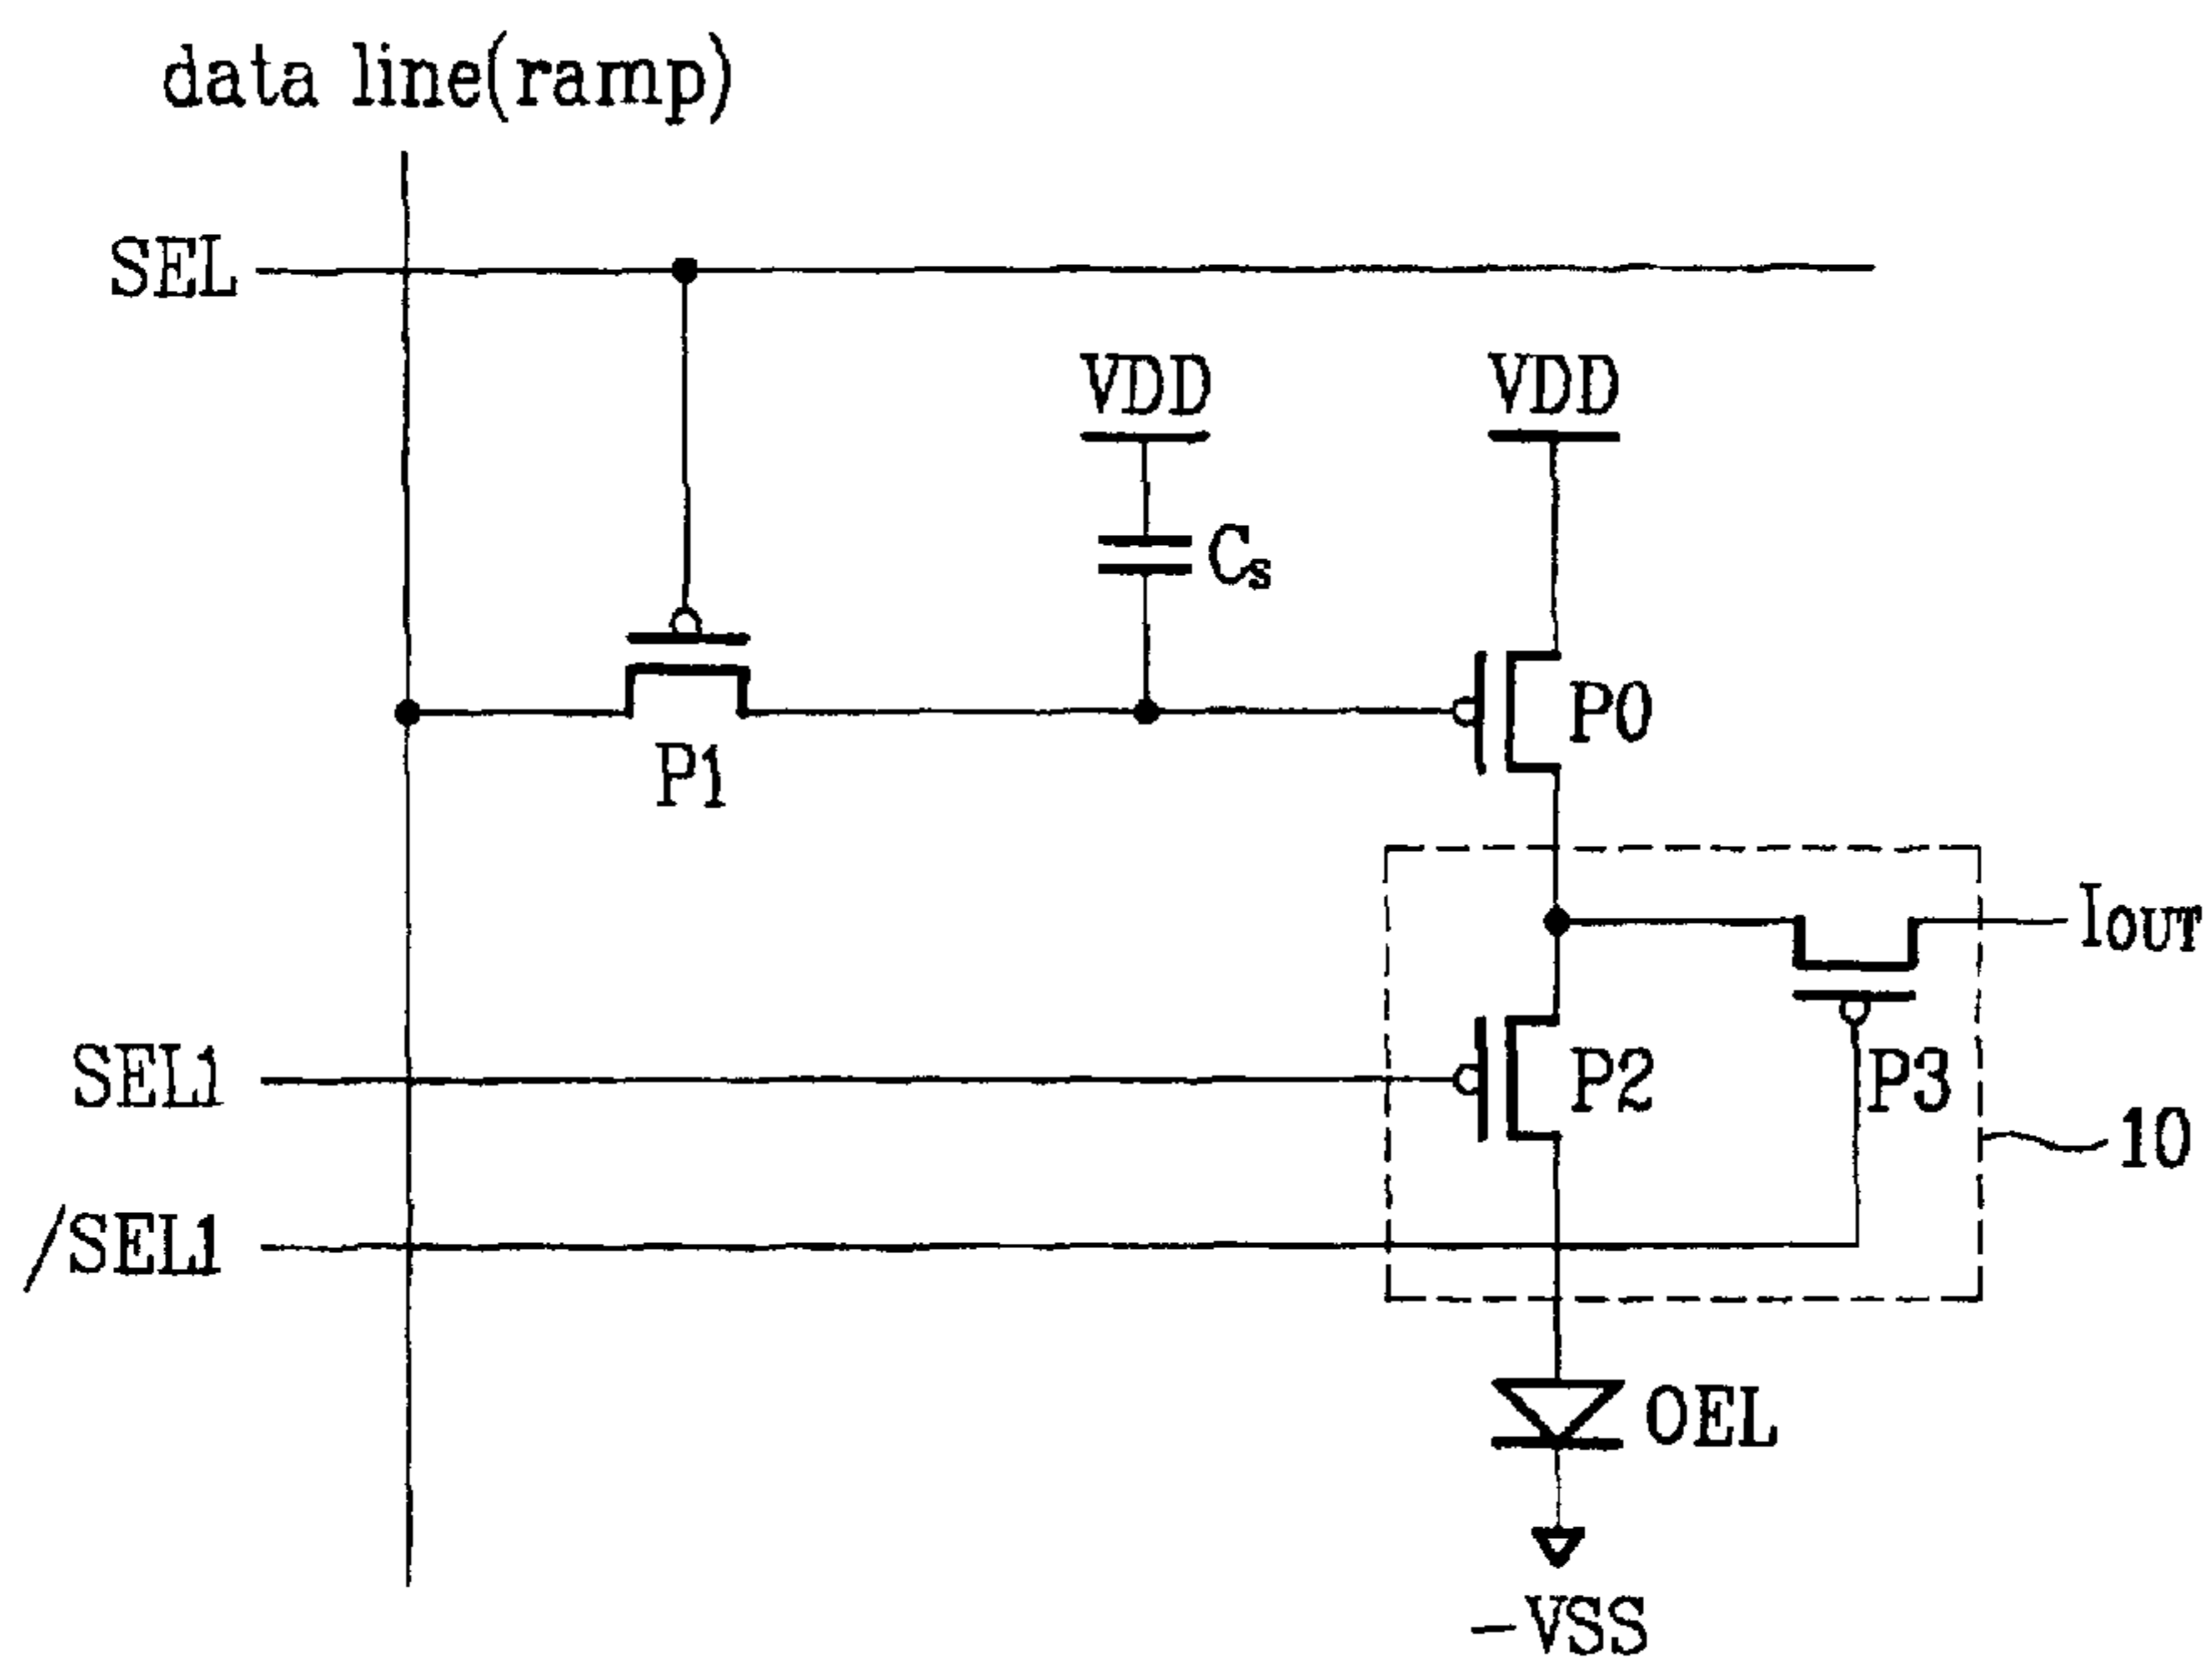 data line(ramp)
SEL
VDD
VDD
Cs
P0
P1
IOUT
SEL1
P2
P3
10
/SEL1
OEL
-VSS